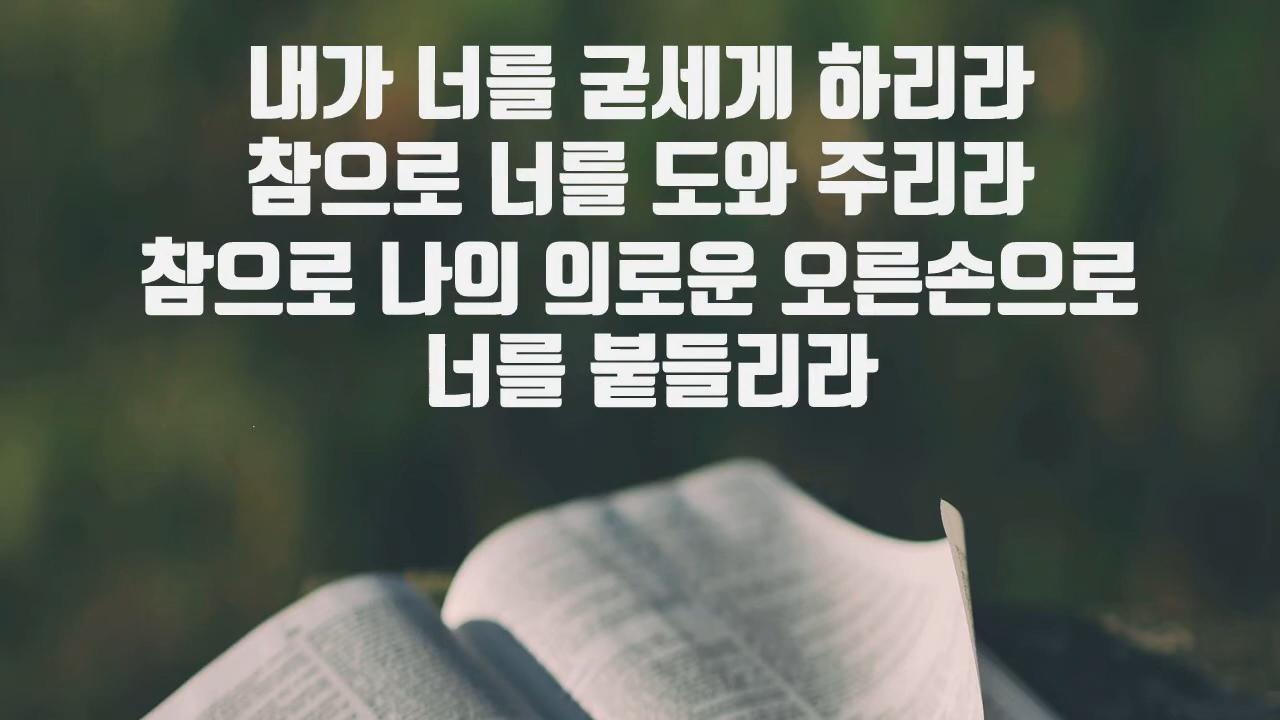 내가 너를 굳세게 하리라
참으로 너를 도와 주리라
참으로 나의 의로운 오른손으로
너를 붙들리라